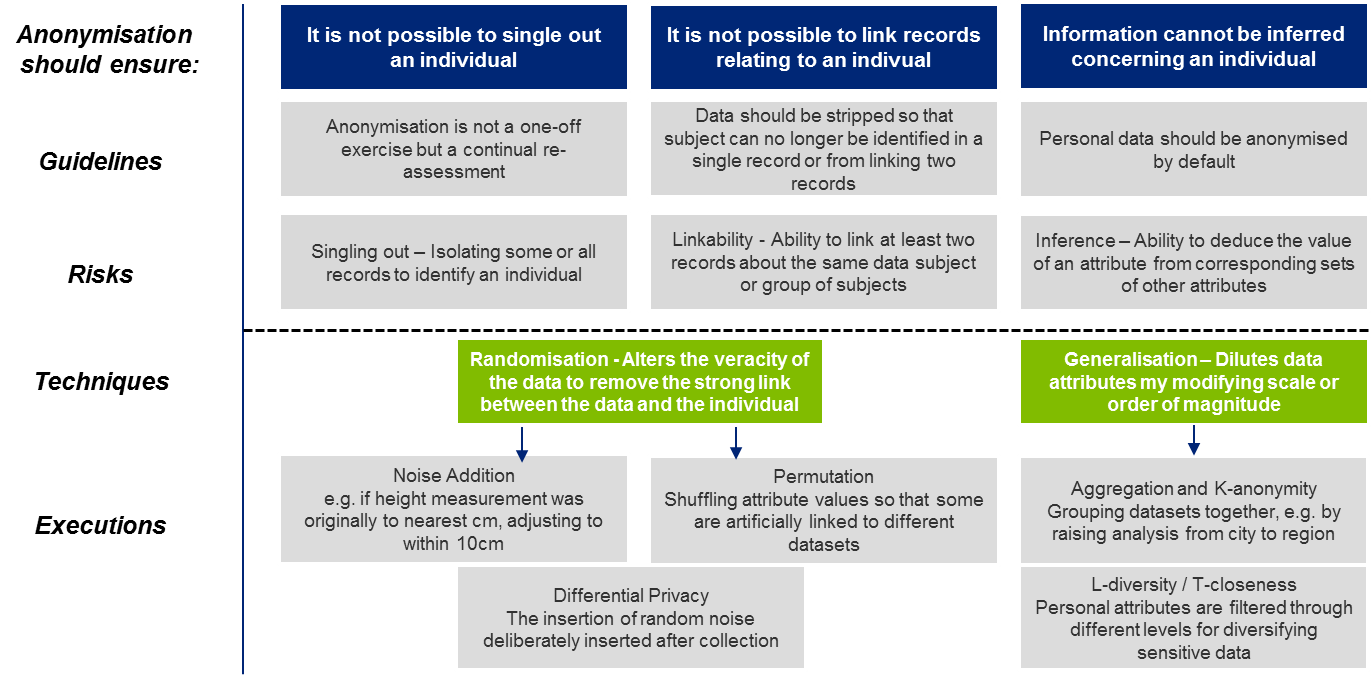 Anonymisation
should ensure:
It is not possible to single out
an individual
It is not possible to link records
relating to an indivual
Information cannot be inferred
concerning an individual
Guidelines
Anonymisation is not a one-off
exercise but a continual re-
assessment
Data should be stripped so that
subject can no longer be identified in a
single record or from linking two
records
Personal data should be anonymised
by default
Risks
Singling out – Isolating some or all
records to identify an individual
Linkability - Ability to link at least two
records about the same data subject
or group of subjects
Inference – Ability to deduce the value
of an attribute from corresponding sets
of other attributes
Techniques
Randomisation - Alters the veracity of
the data to remove the strong link
between the data and the individual
Generalisation – Dilutes data
attributes my modifying scale or
order of magnitude
Executions
Noise Addition
e.g. if height measurement was
originally to nearest cm, adjusting to
within 10cm
Permutation
Shuffling attribute values so that some
are artificially linked to different
datasets
Aggregation and K-anonymity
Grouping datasets together, e.g. by
raising analysis from city to region
Differential Privacy
The insertion of random noise
deliberately inserted after collection
L-diversity / T-closeness
Personal attributes are filtered through
different levels for diversifying
sensitive data